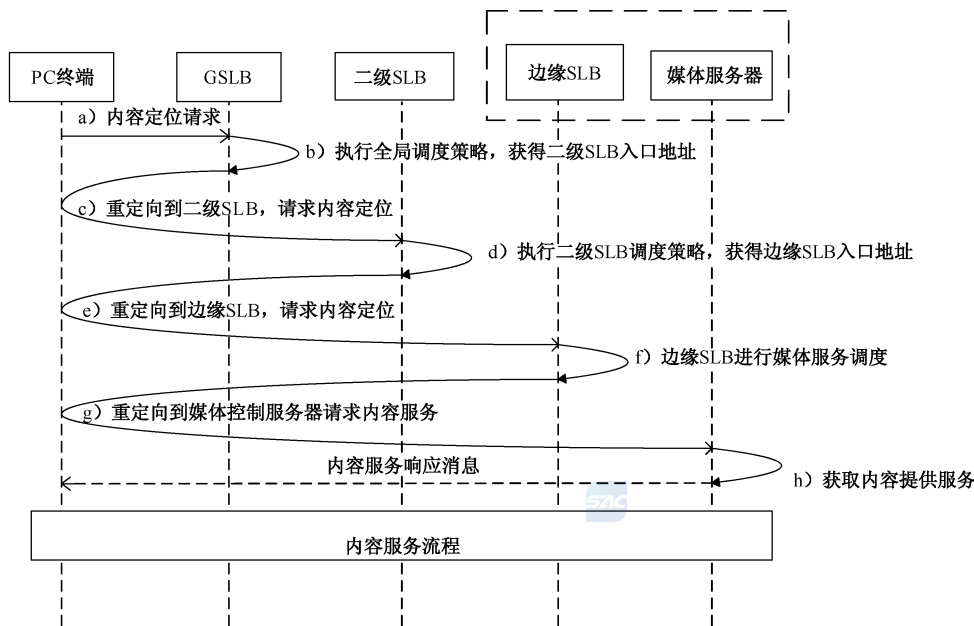 PC终端
GSLB
二级SLB
边缘SLB
媒体服务器
a）内容定位请求
b）执行全局调度策略，获得二级SLB入口地址
c）重定向到二级SLB，请求内容定位
d）执行二级SLB调度策略，获得边缘SLB入口地址
e）重定向到边缘SLB，请求内容定位
f）边缘SLB进行媒体服务调度
g）重定向到媒体控制服务器请求内容服务
内容服务响应消息
h）获取内容提供服务
SAC
内容服务流程